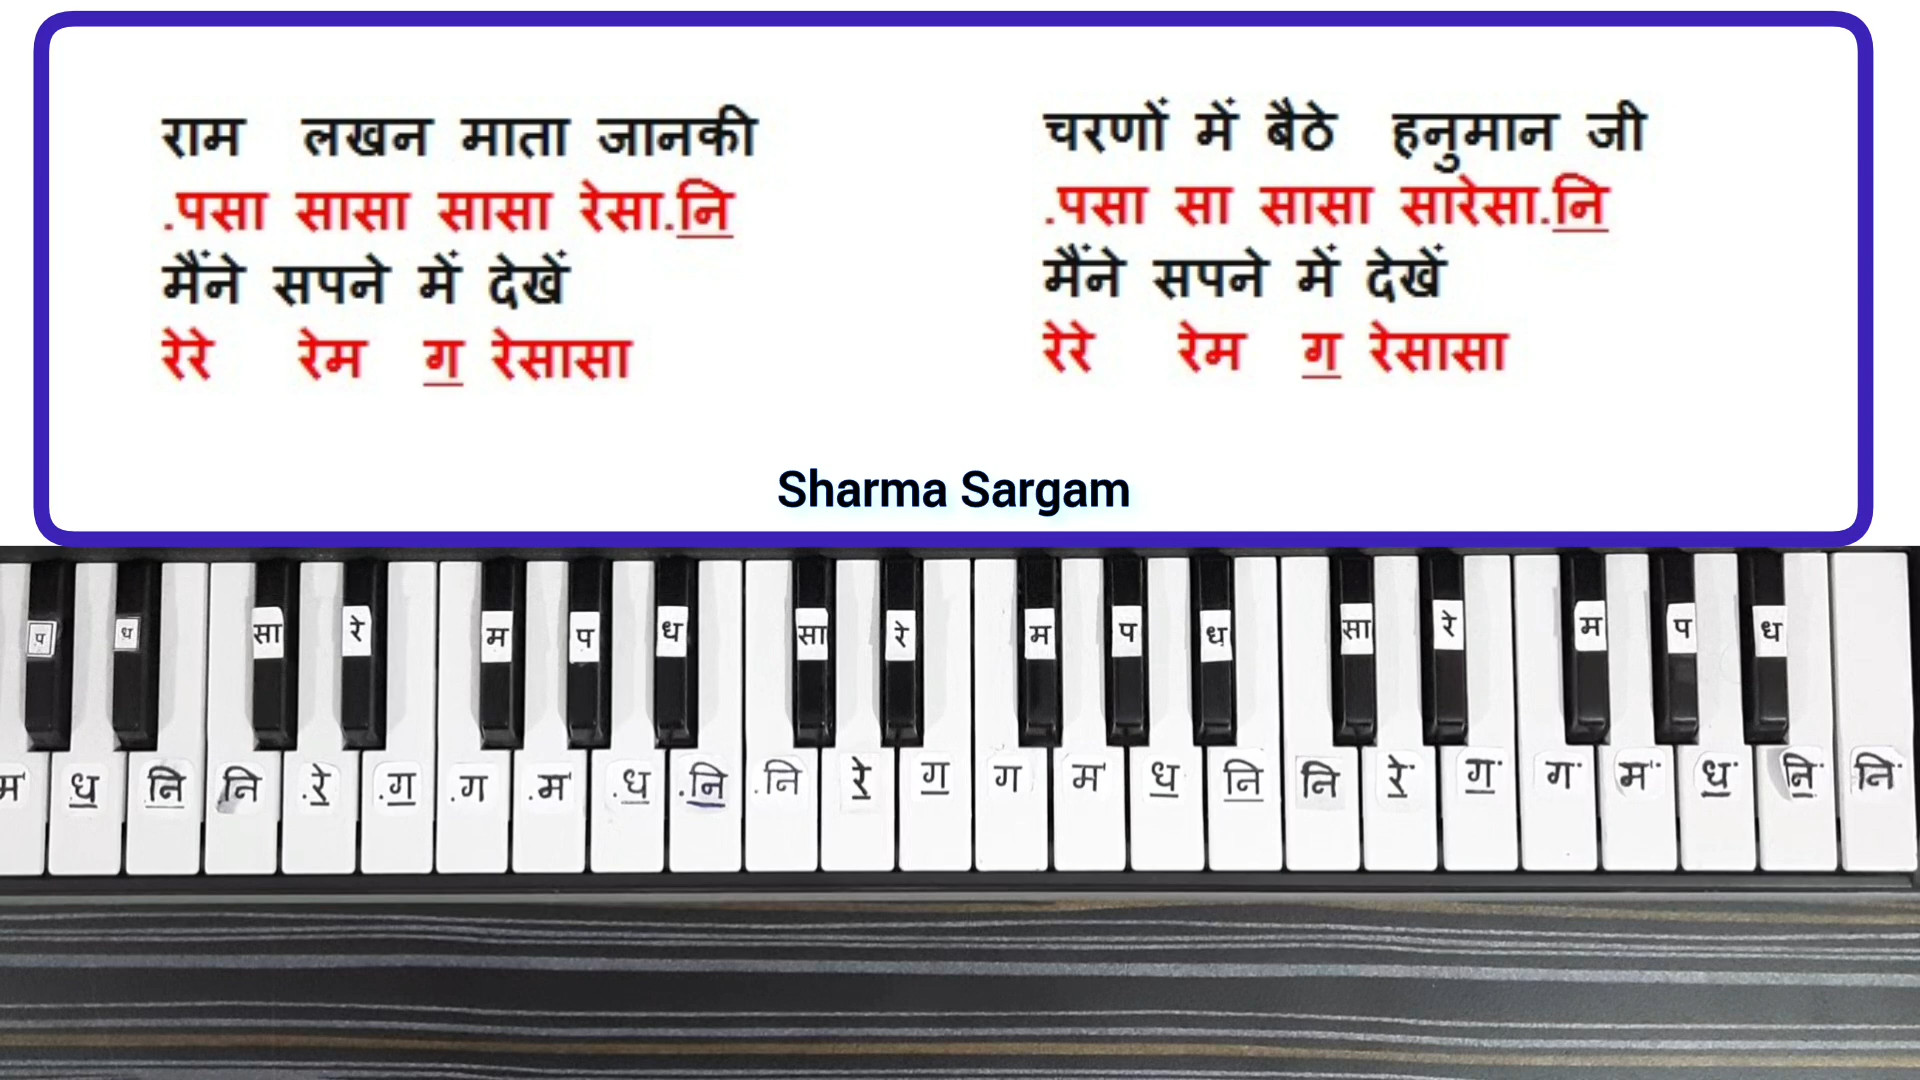 राम लखन माता जानकी
.पसा सासा सासा रेसा.नि
मैंने सपने में देखें
रेरे रेम ग रेसासा
चरणों में बैठे हनुमान जी
.पसा सा सासा सारेसा.नि
मैंने सपने में देखें
रेरे रेम ग रेसासा
Sharma Sargam
प ध सा रे म प ध सा रे म प ध सा रे म प ध
म' ध नि नि .रे .ग .ग .म' .ध .नि .नि रे ग ग म' ध नि नि रे ग˙ ग˙ म'˙ ध˙ नि˙ नि˙